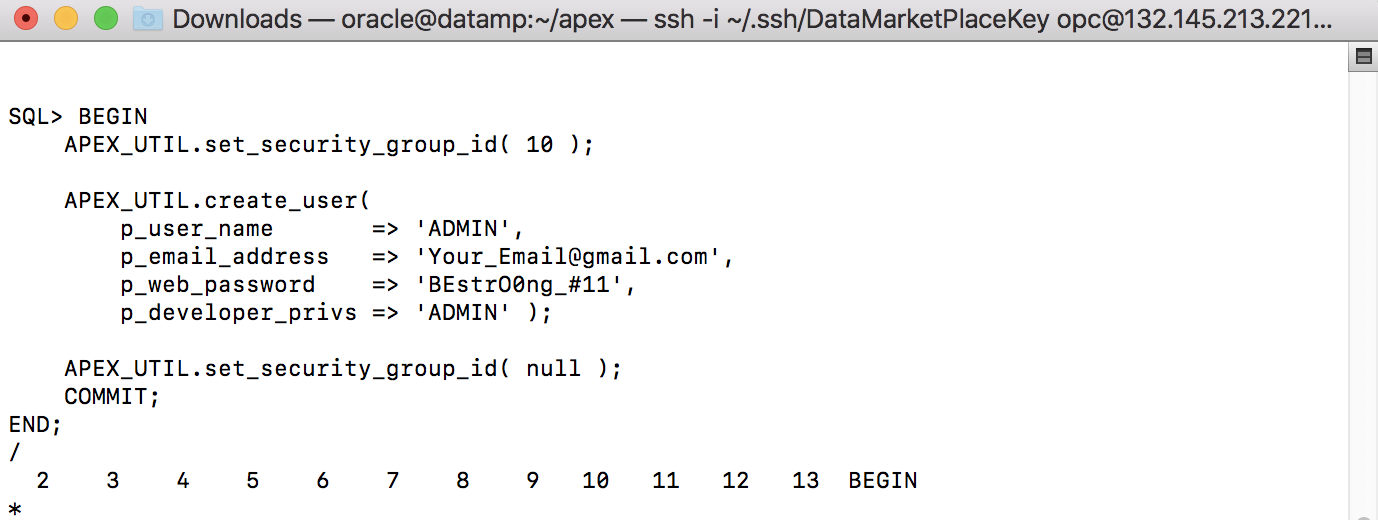 Downloads — oracle@datamp:~/apex — ssh -i ~/.ssh/DataMarketPlaceKey opc@132.145.213.221...
SQL> BEGIN
    APEX_UTIL.set_security_group_id( 10 );
    APEX_UTIL.create_user(
        p_user_name       => 'ADMIN',
        p_email_address   => 'Your_Email@gmail.com',
        p_web_password    => 'BEstrO0ng_#11',
        p_developer_privs => 'ADMIN' );
    APEX_UTIL.set_security_group_id( null );
    COMMIT;
END;
/
  2    3    4    5    6    7    8    9   10   11   12   13  BEGIN
*